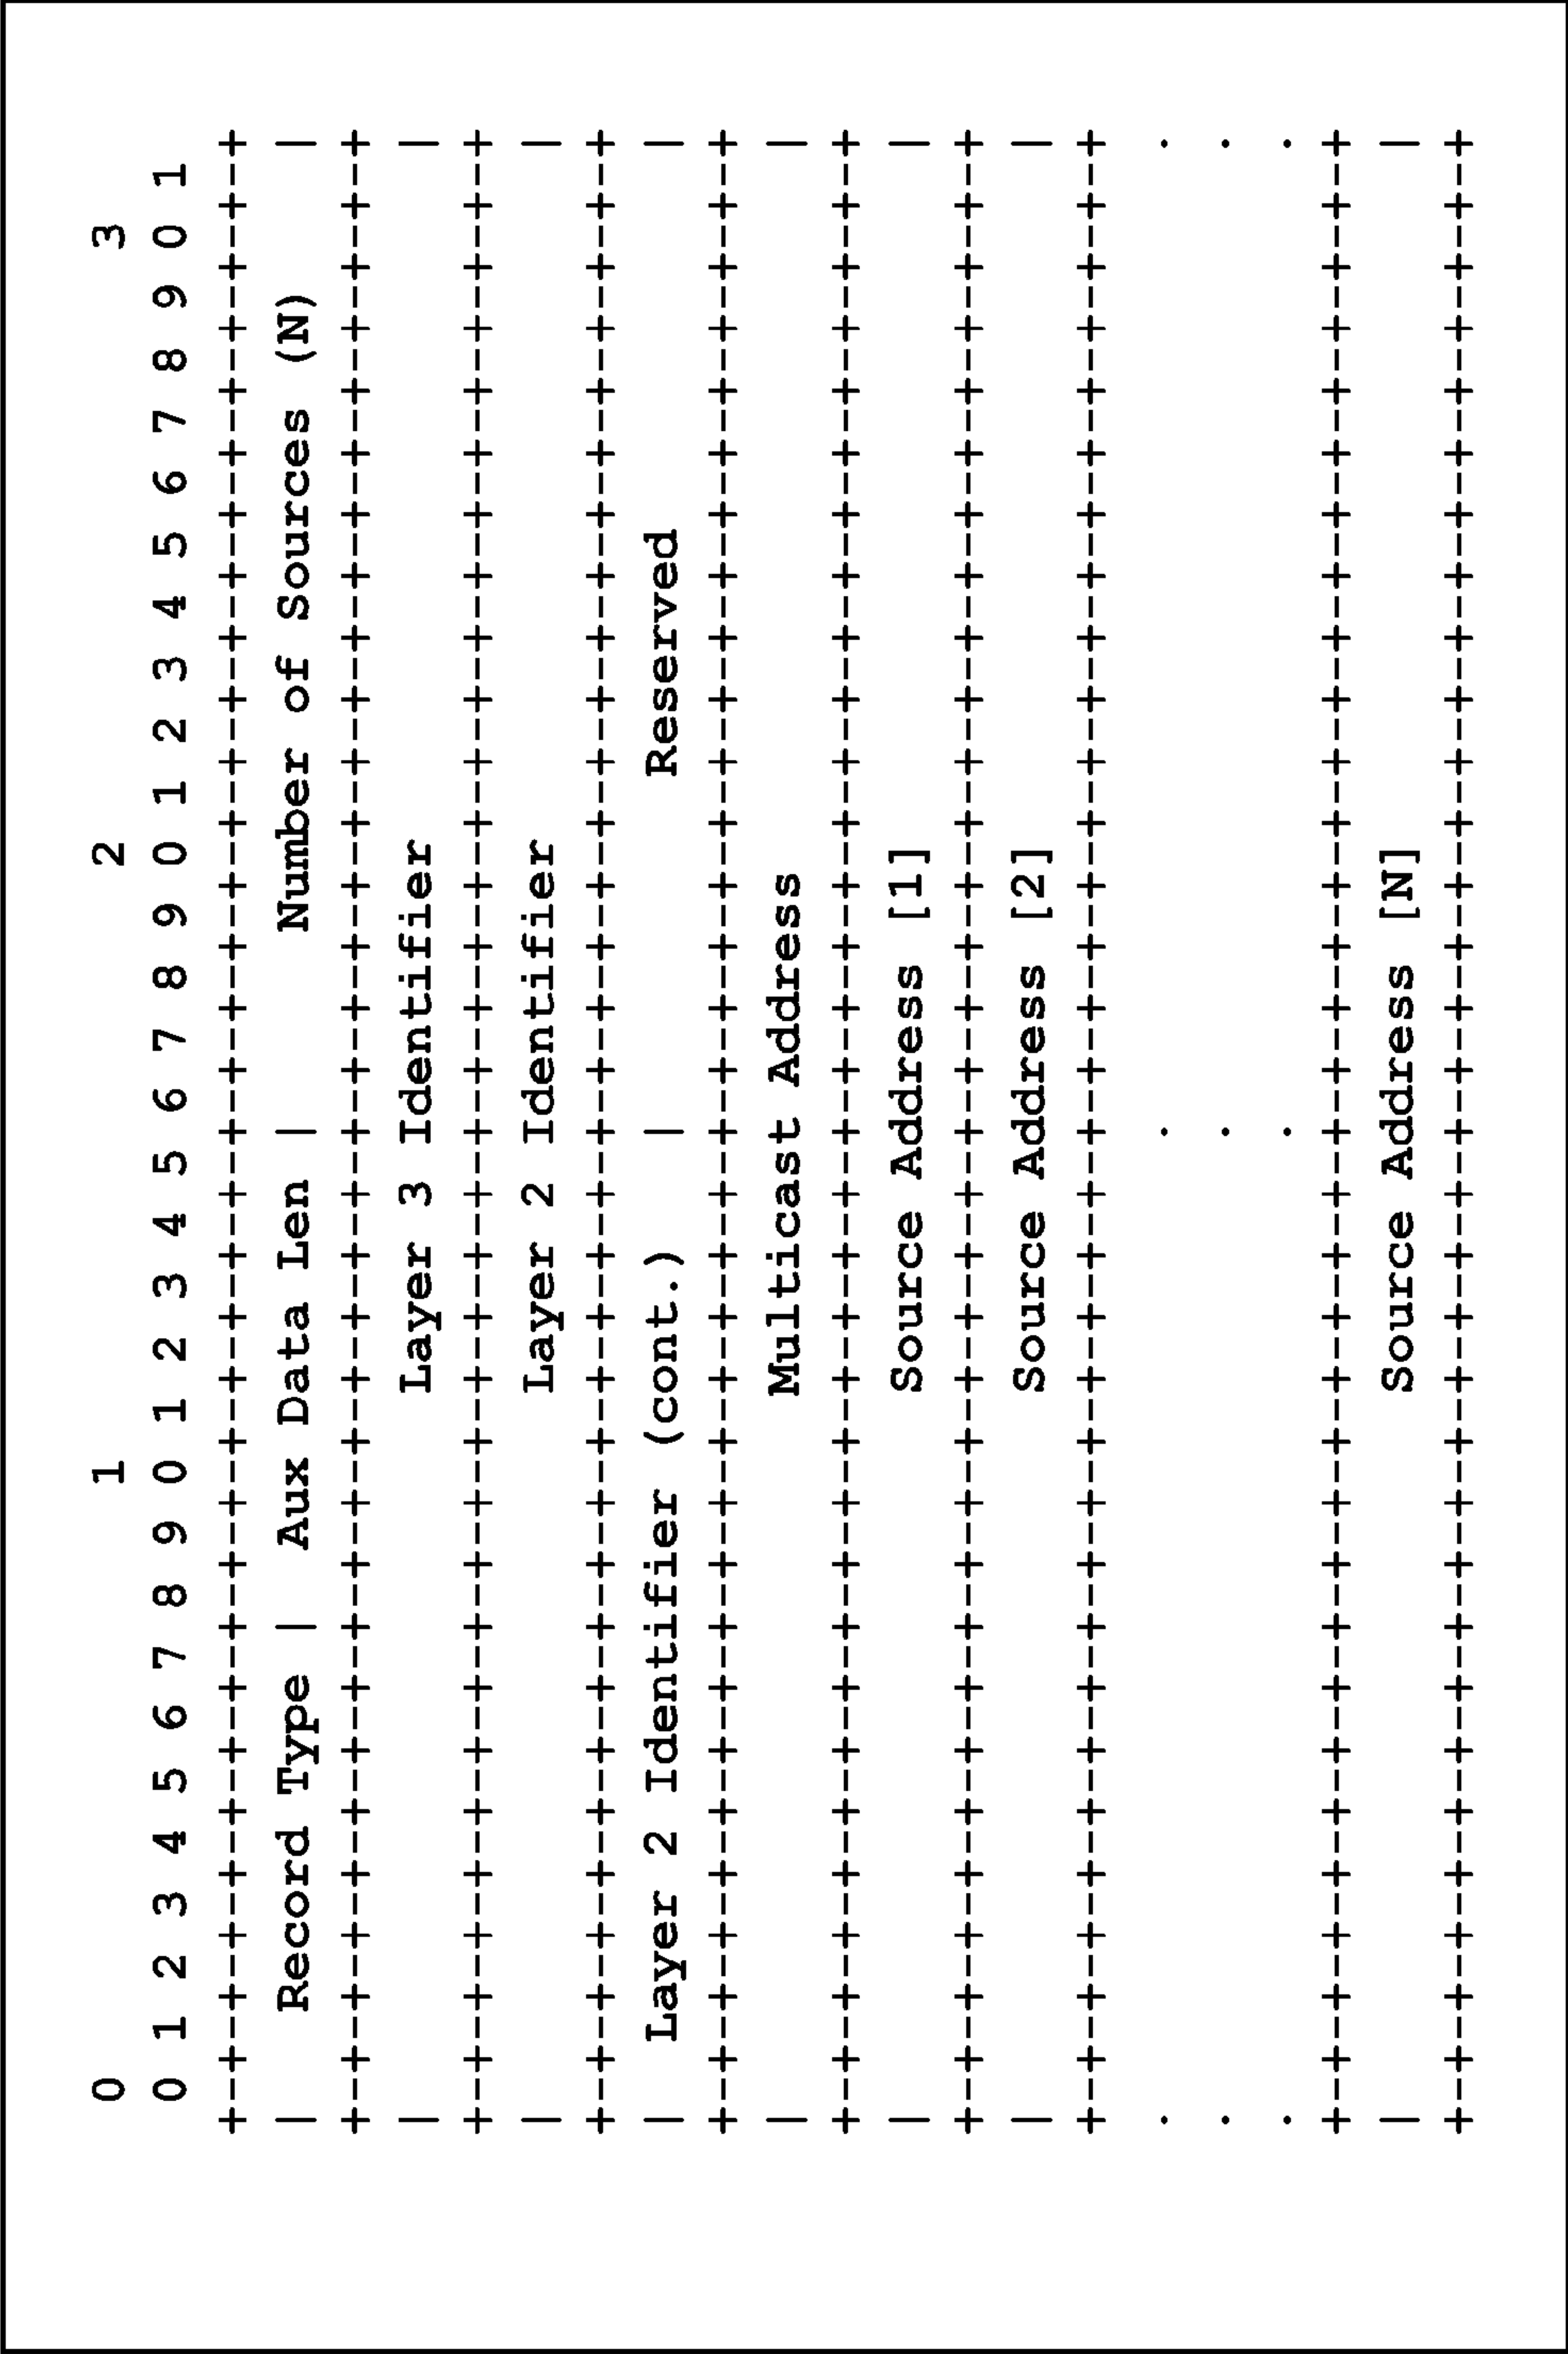 0                   1                   2                   3
0 1 2 3 4 5 6 7 8 9 0 1 2 3 4 5 6 7 8 9 0 1 2 3 4 5 6 7 8 9 0 1
+-+-+-+-+-+-+-+-+-+-+-+-+-+-+-+-+-+-+-+-+-+-+-+-+-+-+-+-+-+-+-+-+
|   Record Type |  Aux Data Len |      Number of Sources (N)    |
+-+-+-+-+-+-+-+-+-+-+-+-+-+-+-+-+-+-+-+-+-+-+-+-+-+-+-+-+-+-+-+-+
|                       Layer 3 Identifier                      |
+-+-+-+-+-+-+-+-+-+-+-+-+-+-+-+-+-+-+-+-+-+-+-+-+-+-+-+-+-+-+-+-+
|                       Layer 2 Identifier                      |
+-+-+-+-+-+-+-+-+-+-+-+-+-+-+-+-+-+-+-+-+-+-+-+-+-+-+-+-+-+-+-+-+
|  Layer 2 Identifier (cont.)   |           Reserved            |
+-+-+-+-+-+-+-+-+-+-+-+-+-+-+-+-+-+-+-+-+-+-+-+-+-+-+-+-+-+-+-+-+
|                       Multicast Address                       |
+-+-+-+-+-+-+-+-+-+-+-+-+-+-+-+-+-+-+-+-+-+-+-+-+-+-+-+-+-+-+-+-+
|                       Source Address [1]                      |
+-+-+-+-+-+-+-+-+-+-+-+-+-+-+-+-+-+-+-+-+-+-+-+-+-+-+-+-+-+-+-+-+
|                       Source Address [2]                      |
+-+-+-+-+-+-+-+-+-+-+-+-+-+-+-+-+-+-+-+-+-+-+-+-+-+-+-+-+-+-+-+-+
.                               .                               .
.                               .                               .
.                               .                               .
+-+-+-+-+-+-+-+-+-+-+-+-+-+-+-+-+-+-+-+-+-+-+-+-+-+-+-+-+-+-+-+-+
|                       Source Address [N]                      |
+-+-+-+-+-+-+-+-+-+-+-+-+-+-+-+-+-+-+-+-+-+-+-+-+-+-+-+-+-+-+-+-+